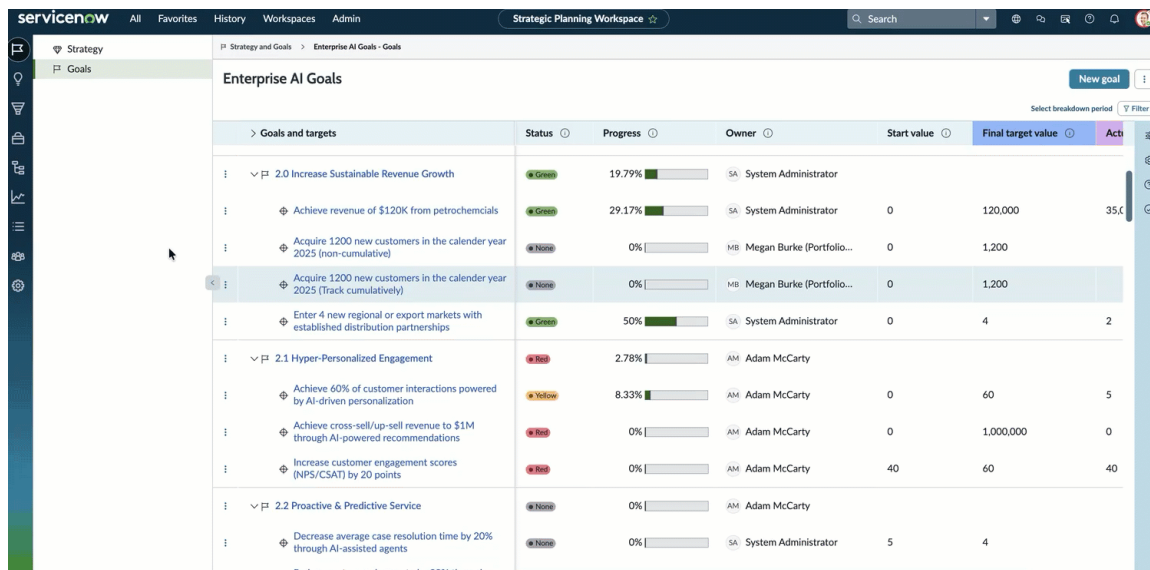 servicenow All Favorites History Workspaces Admin Strategic Planning Workspace Search
Strategy
Goals
Strategy and Goals > Enterprise AI Goals - Goals
Enterprise AI Goals
New goal
Select breakdown period Filter
Goals and targets Status Progress Owner Start value Final target value
2.0 Increase Sustainable Revenue Growth Green 19.79% SA System Administrator
Achieve revenue of $120K from petrochemcials Green 29.17% SA System Administrator 0 120,000
Acquire 1200 new customers in the calender year
2025 (non-cumulative) None 0% MB Megan Burke (Portfolio... 0 1,200
Acquire 1200 new customers in the calender year
2025 (Track cumulatively) None 0% MB Megan Burke (Portfolio... 0 1,200
Enter 4 new regional or export markets with
established distribution partnerships Green 50% SA System Administrator 0 4 2
2.1 Hyper-Personalized Engagement Red 2.78% AM Adam McCarty
Achieve 60% of customer interactions powered
by AI-driven personalization Yellow 8.33% AM Adam McCarty 0 60 5
Achieve cross-sell/up-sell revenue to $1M
through AI-powered recommendations Red 0% AM Adam McCarty 0 1,000,000 0
Increase customer engagement scores
(NPS/CSAT) by 20 points Red 0% AM Adam McCarty 40 60 40
2.2 Proactive & Predictive Service None 0% AM Adam McCarty
Decrease average case resolution time by 20%
through AI-assisted agents None 0% SA System Administrator 5 4